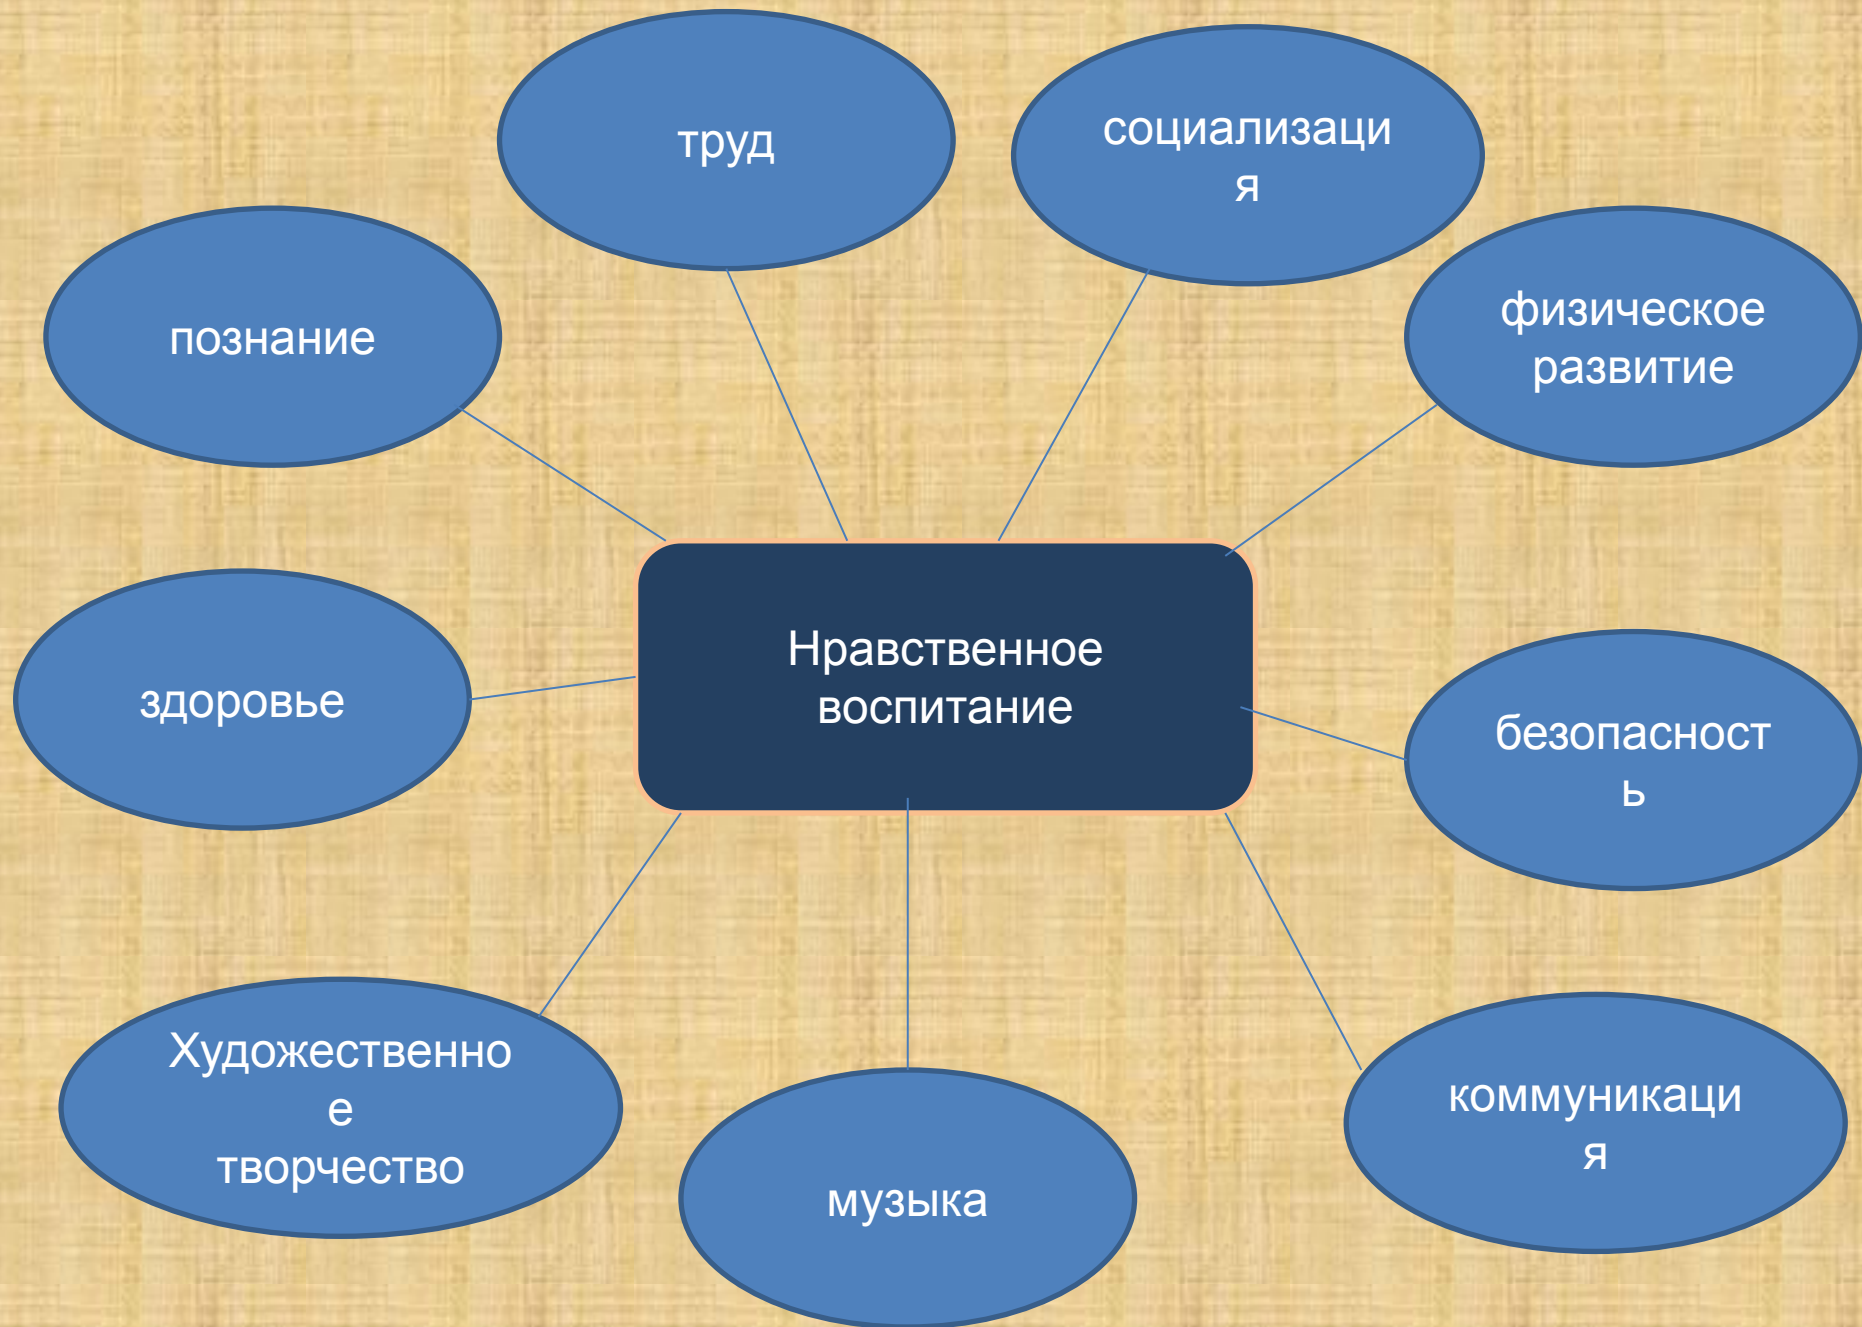 труд
социализаци
я
познание
физическое
развитие
Нравственное
воспитание
здоровье
безопасност
ь
Художественно
е
творчество
музыка
коммуникаци
я